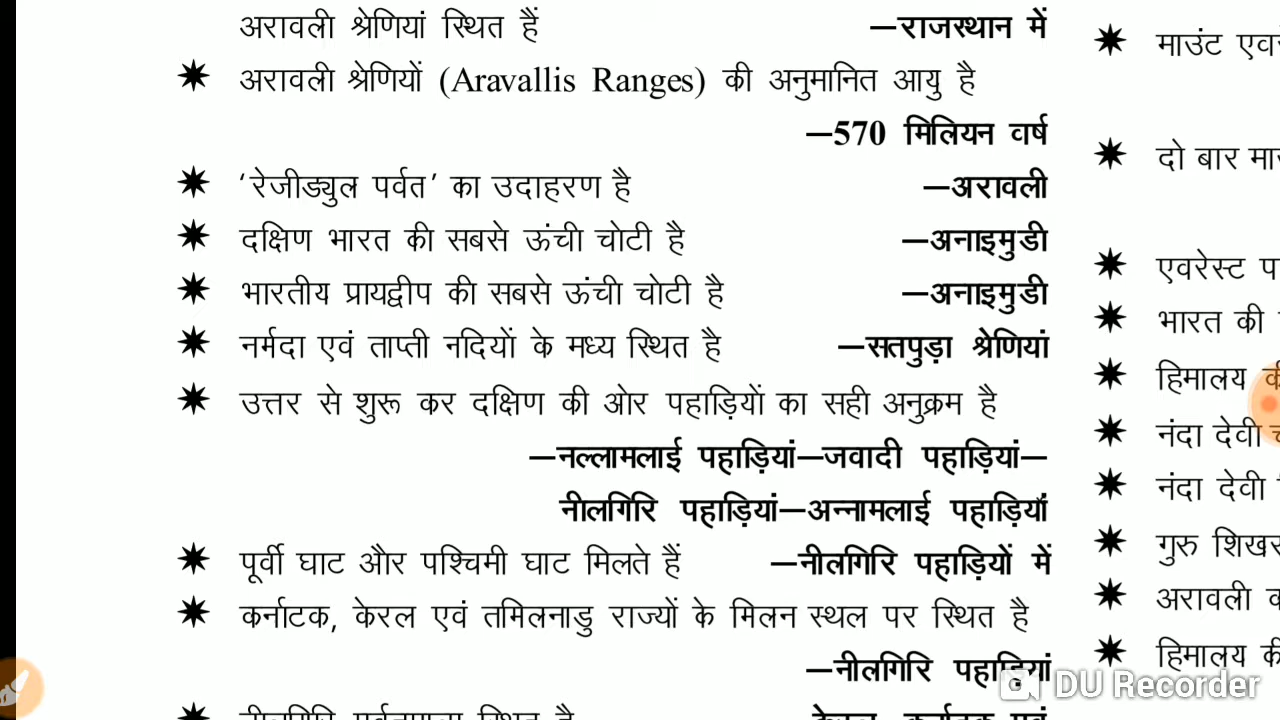 अरावली श्रेणियां स्थित हैं —राजस्थान में
✷ अरावली श्रेणियों (Aravallis Ranges) की अनुमानित आयु है
—570 मिलियन वर्ष
✷ ‘रेजीड्युल पर्वत’ का उदाहरण है —अरावली
✷ दक्षिण भारत की सबसे ऊंची चोटी है —अनाइमुडी
✷ भारतीय प्रायद्वीप की सबसे ऊंची चोटी है —अनाइमुडी
✷ नर्मदा एवं ताप्ती नदियों के मध्य स्थित है —सतपुड़ा श्रेणियां
✷ उत्तर से शुरू कर दक्षिण की ओर पहाड़ियों का सही अनुक्रम है
—नल्लामलाई पहाड़ियां—जवादी पहाड़ियां—
नीलगिरि पहाड़ियां—अन्नामलाई पहाड़ियां
✷ पूर्वी घाट और पश्चिमी घाट मिलते हैं —नीलगिरि पहाड़ियों में
✷ कर्नाटक, केरल एवं तमिलनाडु राज्यों के मिलन स्थल पर स्थित है
—नीलगिरि पहाड़ियां
✷ माउंट
✷ दो बार
✷ एवरेस्ट
✷ भारत की
✷ हिमालय
✷ नंदा देवी
✷ नंदा देवी
✷ गुरु
✷ अरावली
✷ हिमालय
DU Recorder